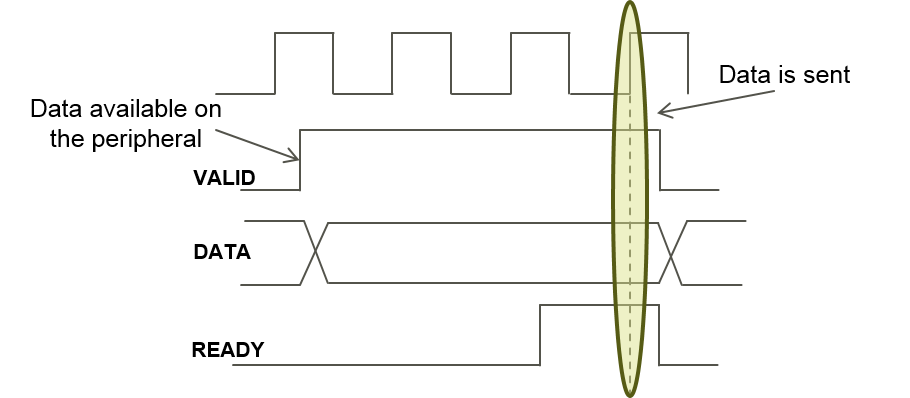 Data is sent
Data available on
the peripheral
VALID
DATA
READY